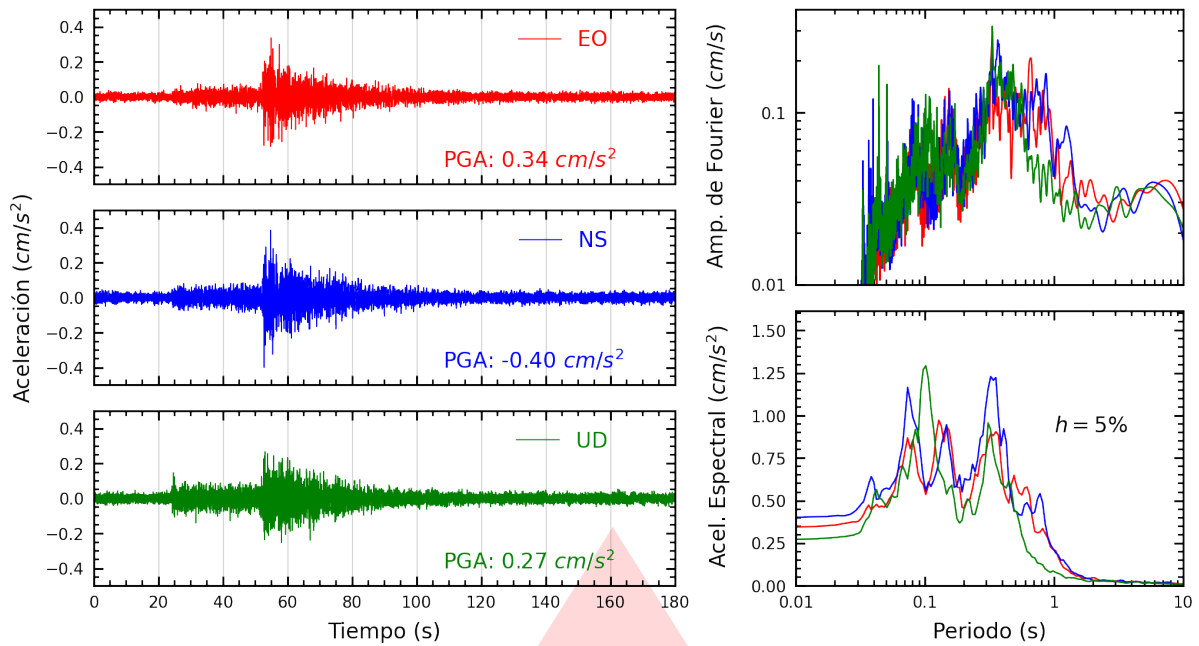 Aceleración (cm/s²)
0.4
0.2
0.0
−0.2
−0.4
EO
PGA: 0.34 cm/s²
0.4
0.2
0.0
−0.2
−0.4
NS
PGA: -0.40 cm/s²
0.4
0.2
0.0
−0.2
−0.4
UD
PGA: 0.27 cm/s²
0 20 40 60 80 100 120 140 160 180
Tiempo (s)
Amp. de Fourier (cm/s)
0.1
0.01
Acel. Espectral (cm/s²)
1.50
1.25
1.00
0.75
0.50
0.25
0.00
h = 5%
0.01 0.1 1 10
Periodo (s)